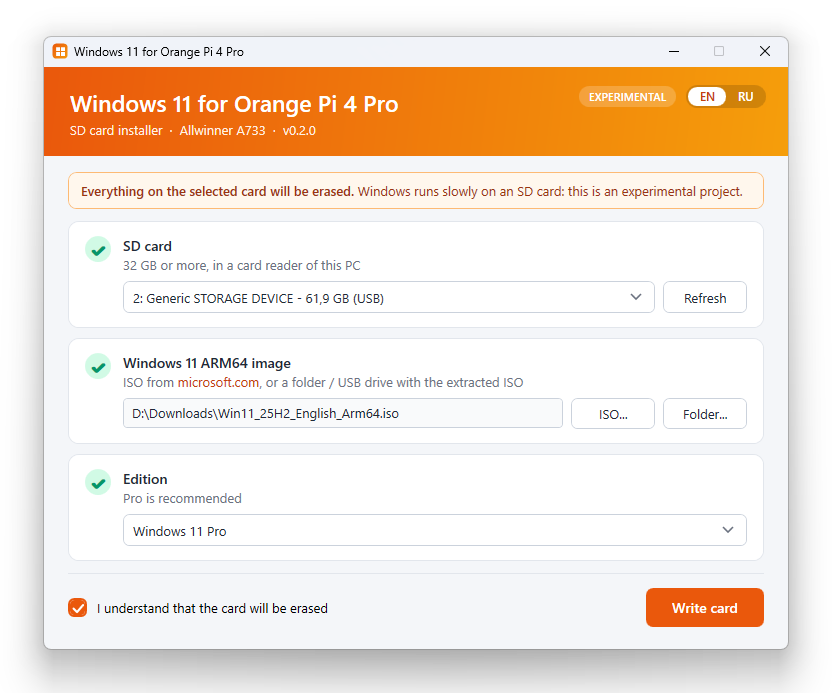 Windows 11 for Orange Pi 4 Pro
Windows 11 for Orange Pi 4 Pro
EXPERIMENTAL
EN
RU
SD card installer · Allwinner A733 · v0.2.0
Everything on the selected card will be erased. Windows runs slowly on an SD card: this is an experimental project.
SD card
32 GB or more, in a card reader of this PC
2: Generic STORAGE DEVICE - 61,9 GB (USB)
Refresh
Windows 11 ARM64 image
ISO from microsoft.com, or a folder / USB drive with the extracted ISO
D:\Downloads\Win11_25H2_English_Arm64.iso
ISO...
Folder...
Edition
Pro is recommended
Windows 11 Pro
I understand that the card will be erased
Write card